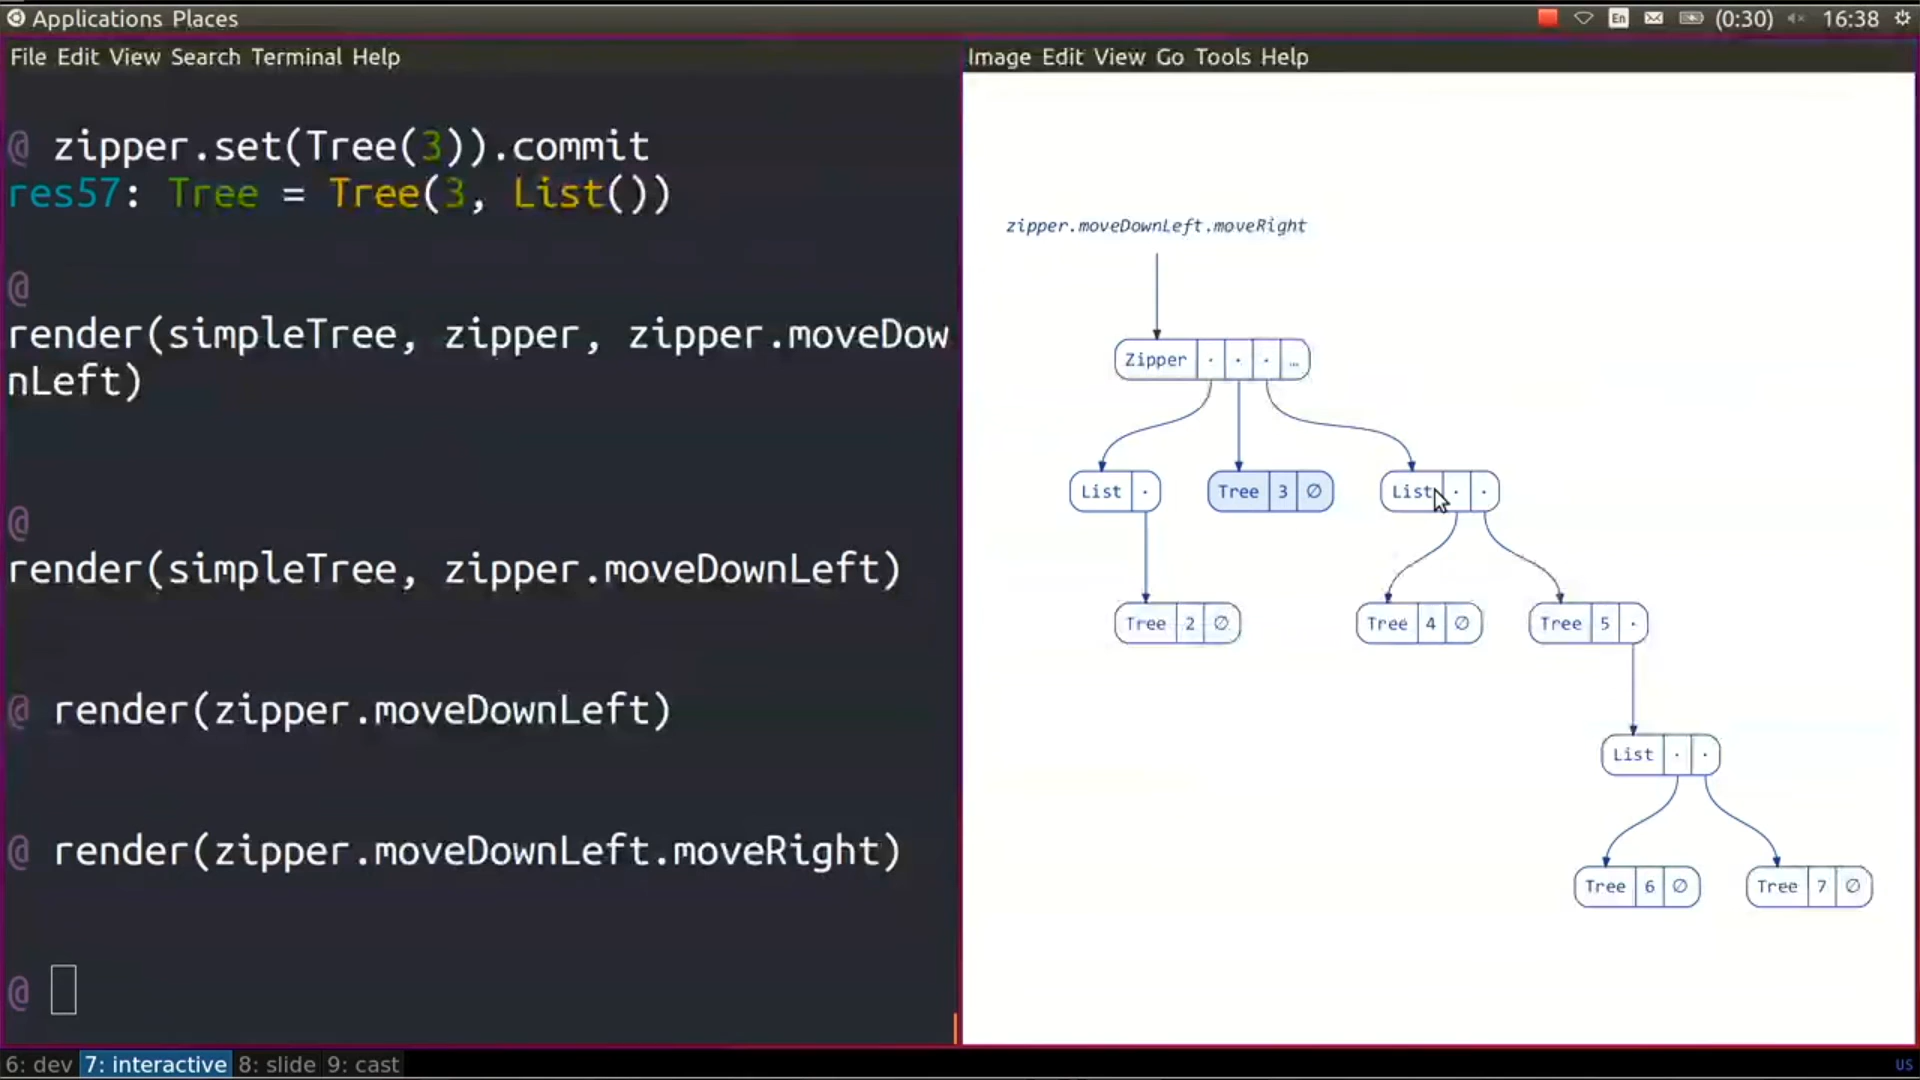 Applications Places
En (0:30) 16:38
File Edit View Search Terminal Help
@ zipper.set(Tree(3)).commit
res57: Tree = Tree(3, List())
@
render(simpleTree, zipper, zipper.moveDow
nLeft)
@
render(simpleTree, zipper.moveDownLeft)
@ render(zipper.moveDownLeft)
@ render(zipper.moveDownLeft.moveRight)
@
Image Edit View Go Tools Help
zipper.moveDownLeft.moveRight
Zipper · · · …
List ·
Tree 3 ∅
List · ·
Tree 2 ∅
Tree 4 ∅
Tree 5 ·
List · ·
Tree 6 ∅
Tree 7 ∅
6: dev 7: interactive 8: slide 9: cast
US